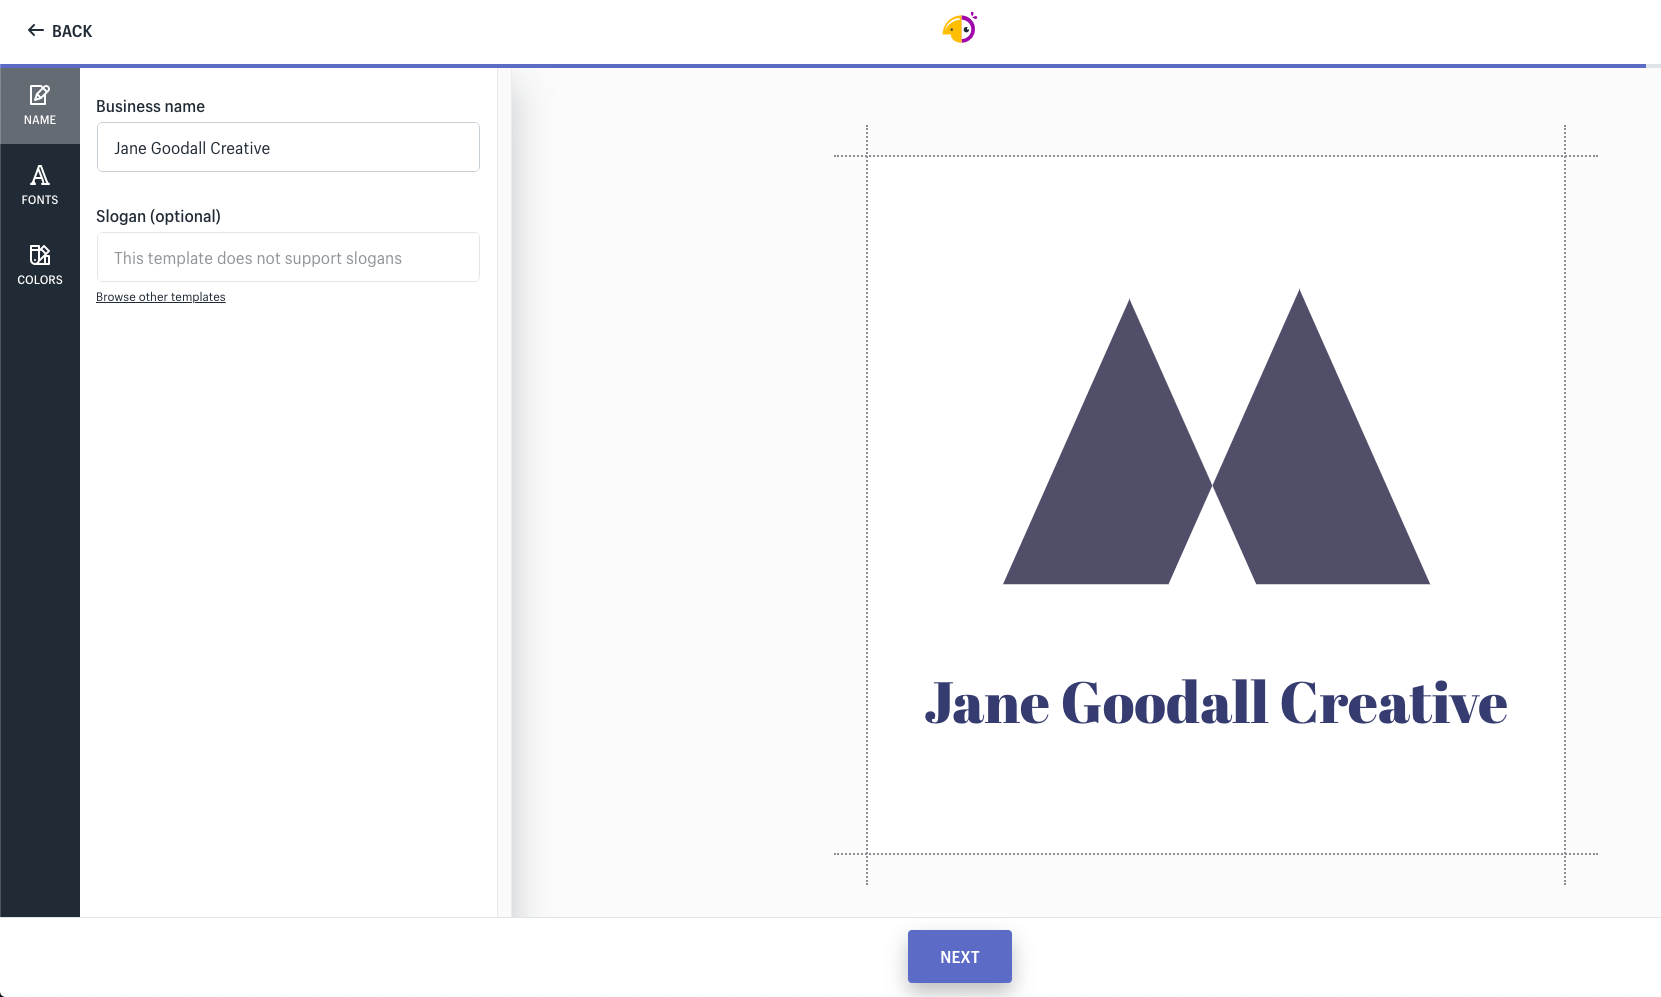 BACK
NAME
FONTS
COLORS
Business name
Jane Goodall Creative
Slogan (optional)
This template does not support slogans
Browse other templates
Jane Goodall Creative
NEXT